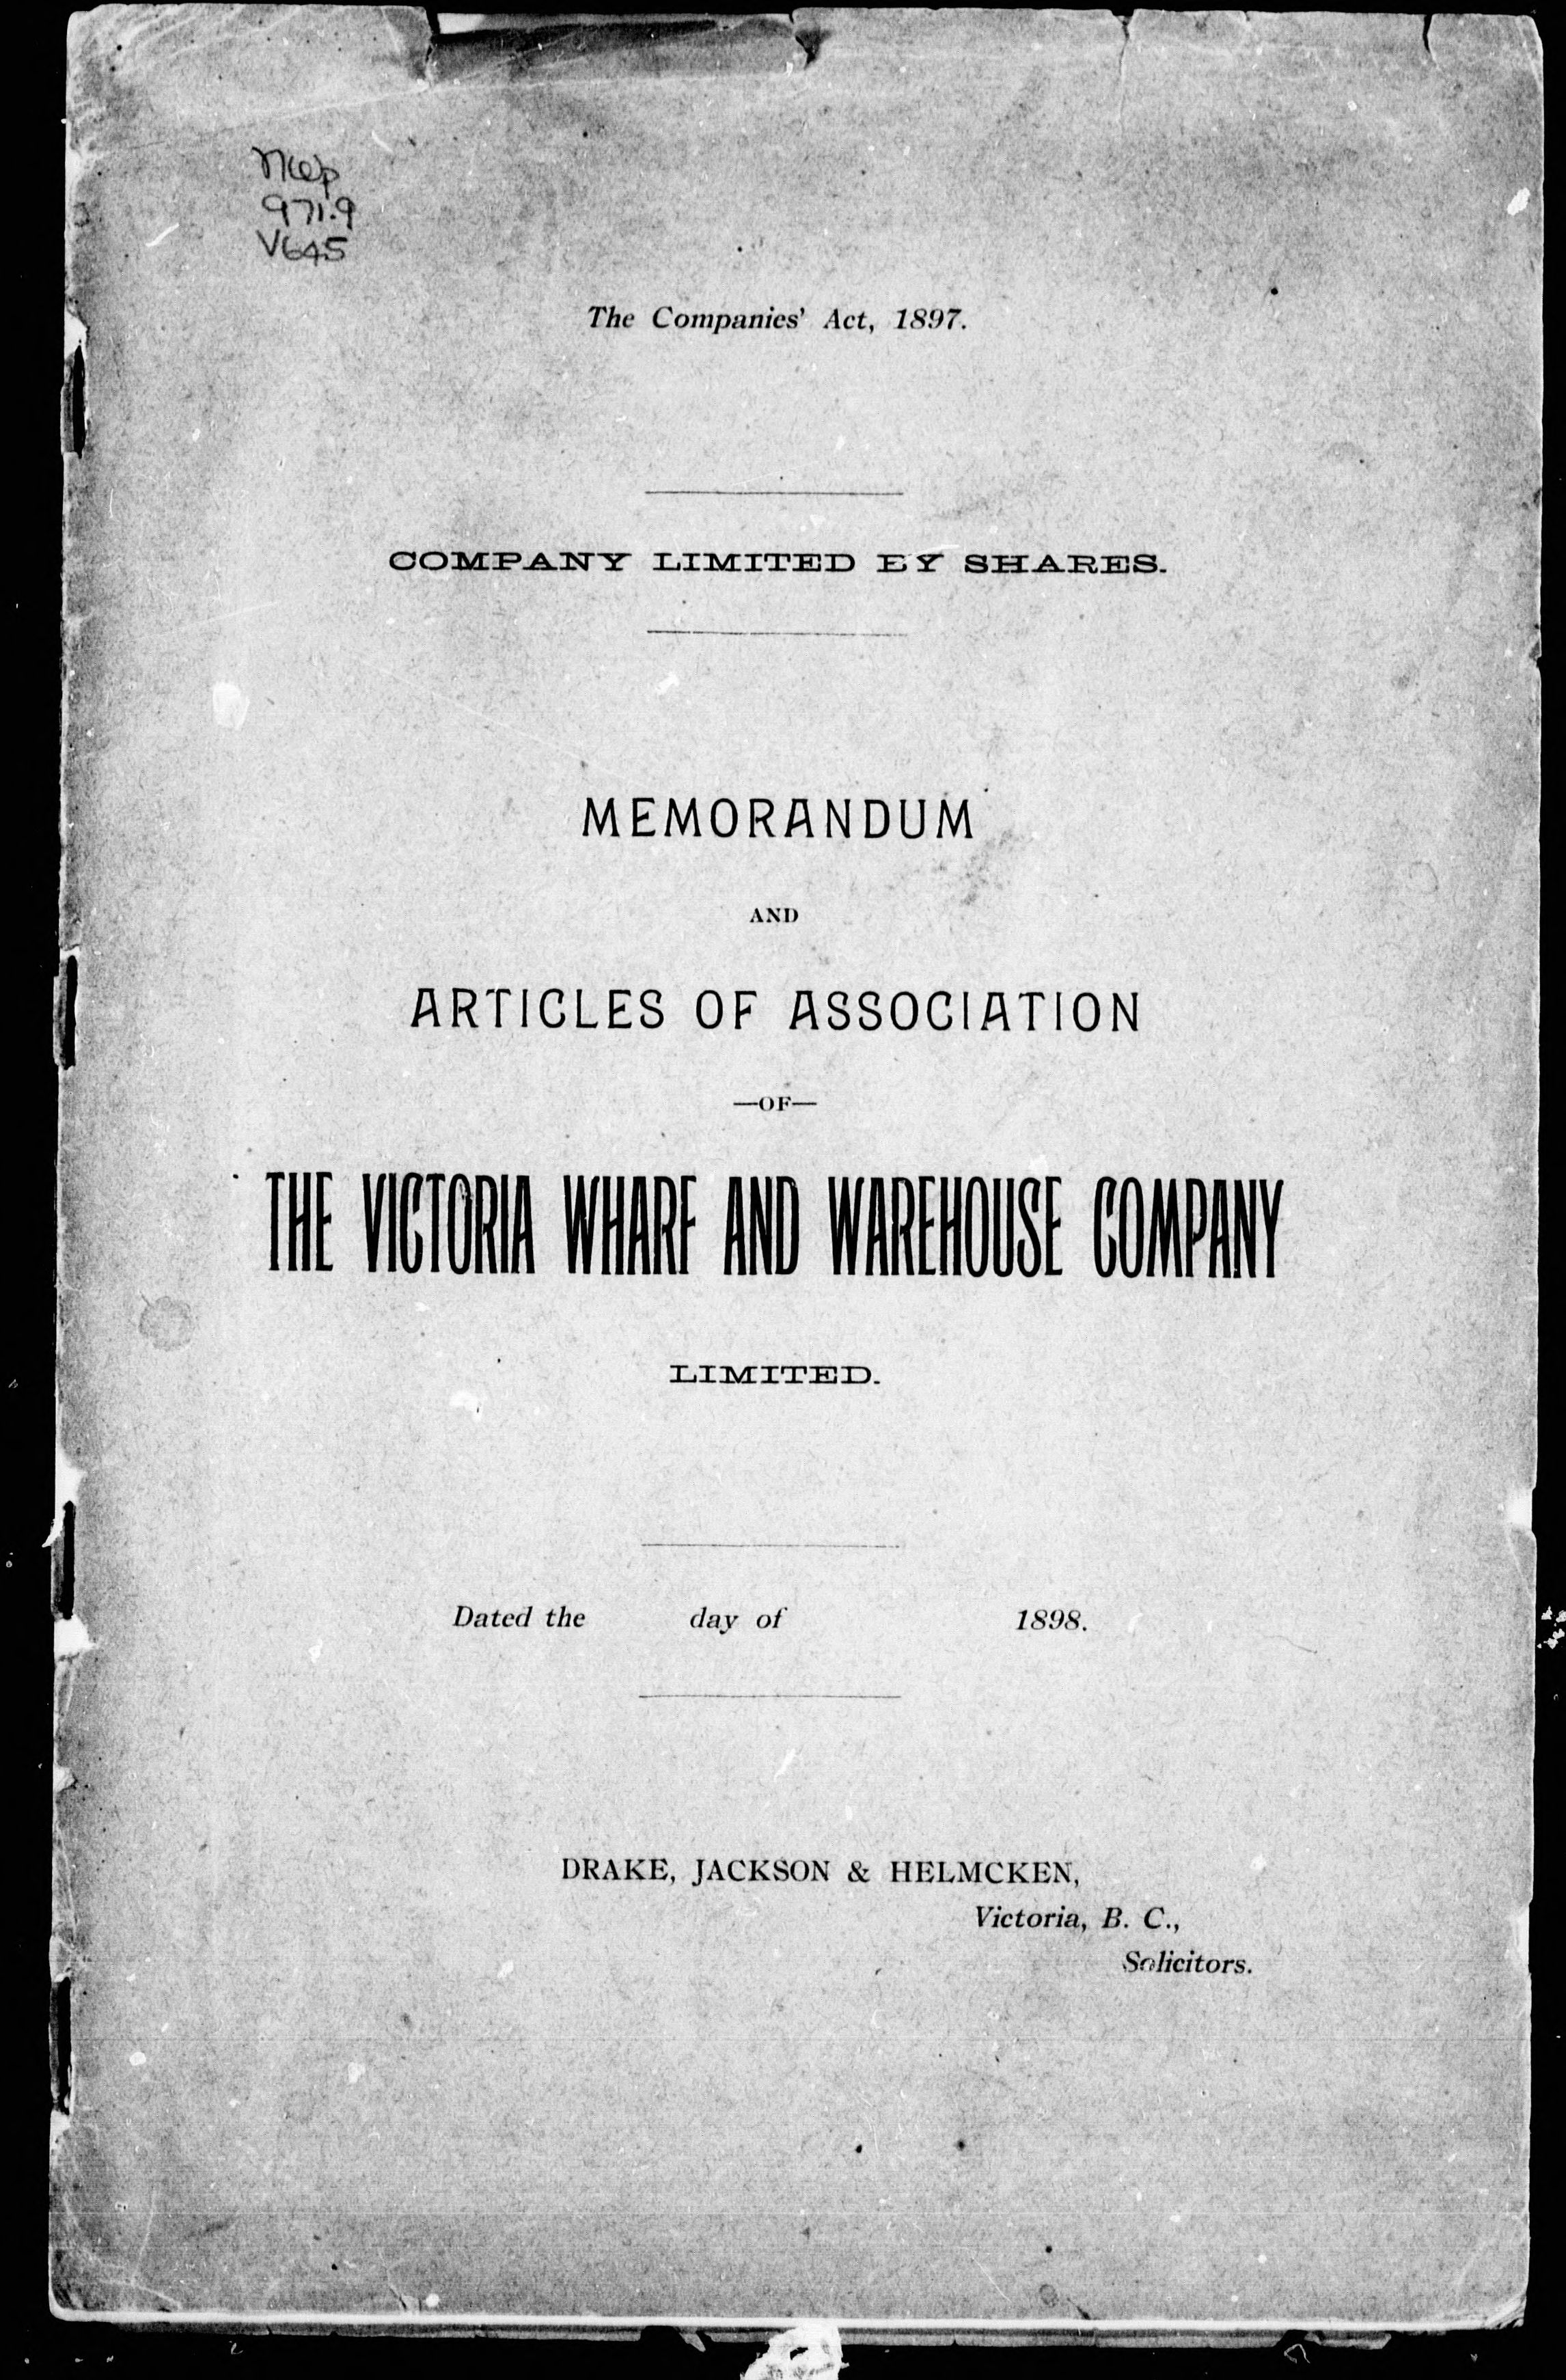 971.9
V645
The Companies' Act, 1897.
COMPANY LIMITED BY SHARES.
MEMORANDUM
AND
ARTICLES OF ASSOCIATION
—OF—
THE VICTORIA WHARF AND WAREHOUSE COMPANY
LIMITED.
Dated the day of 1898.
DRAKE, JACKSON & HELMCKEN,
Victoria, B. C.,
Solicitors.